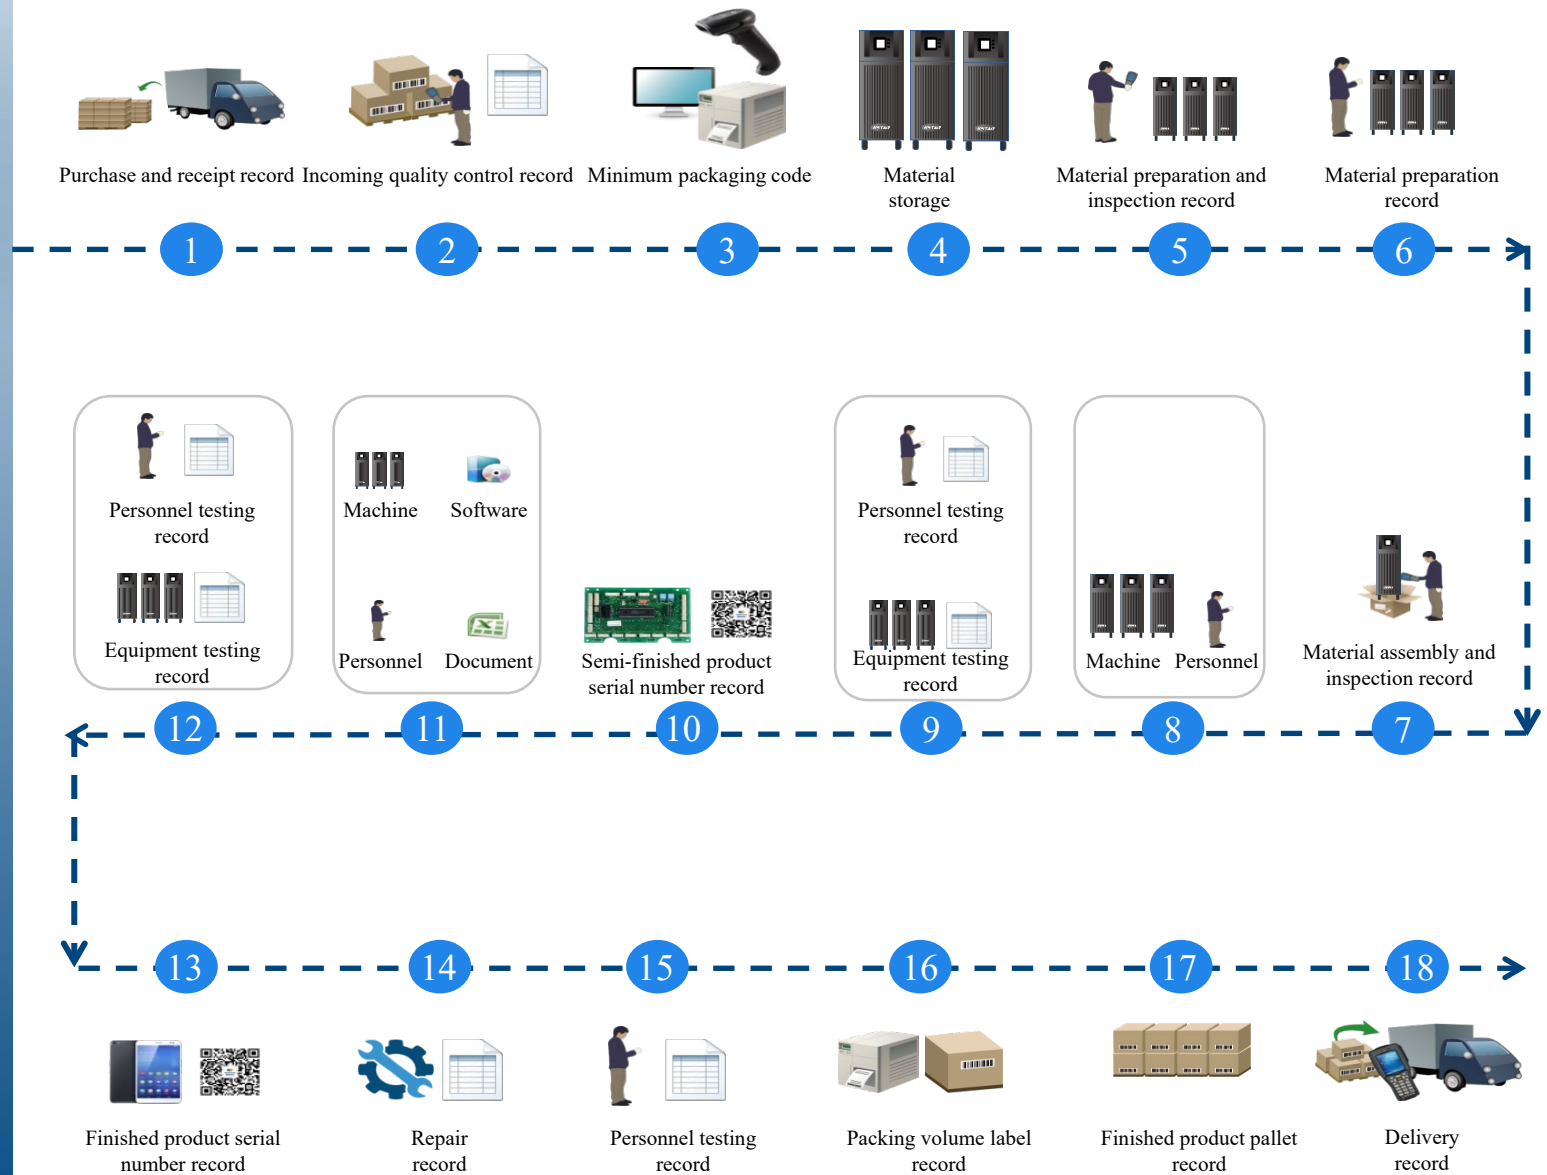 Purchase and receipt record
Incoming quality control record
Minimum packaging code
Material
storage
Material preparation and
inspection record
Material preparation
record
1
2
3
4
5
6
Personnel testing
record
Equipment testing
record
Machine
Software
Personnel
Document
Semi-finished product
serial number record
Personnel testing
record
Equipment testing
record
Machine
Personnel
Material assembly and
inspection record
12
11
10
9
8
7
13
14
15
16
17
18
Finished product serial
number record
Repair
record
Personnel testing
record
Packing volume label
record
Finished product pallet
record
Delivery
record